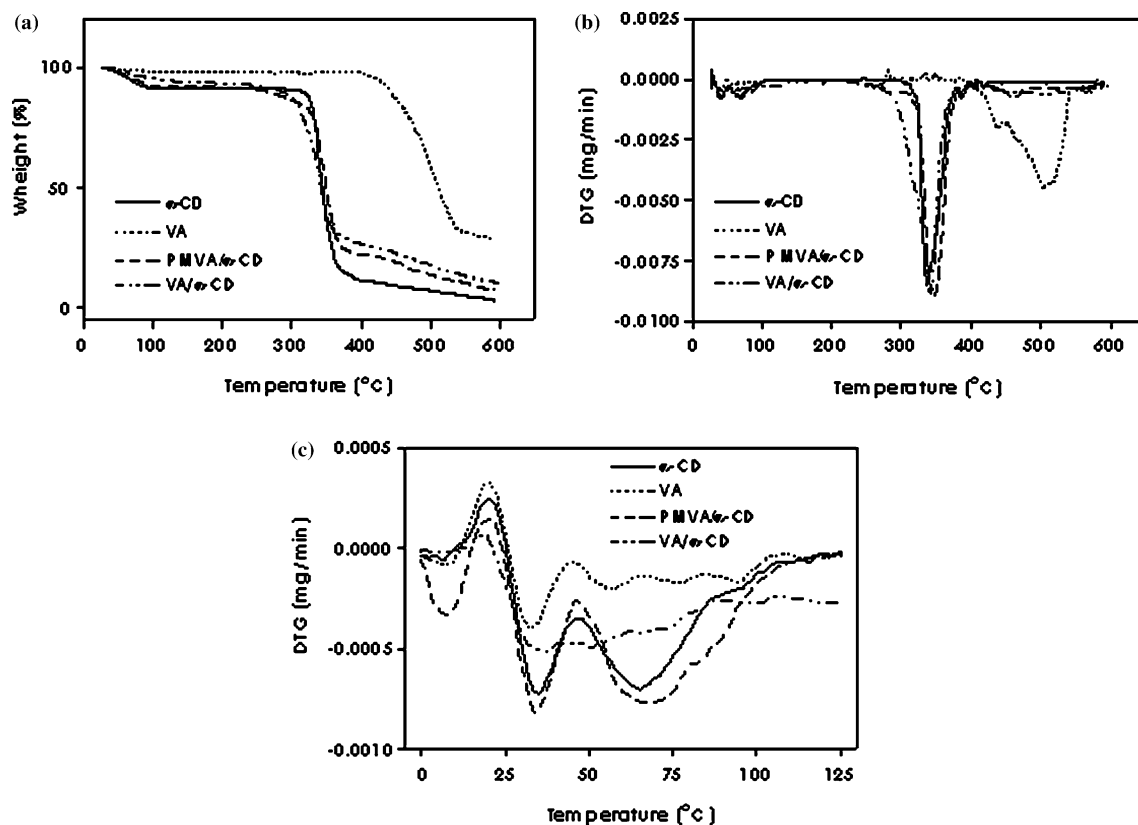 (a)
100
50
0
Wheight (%)
α-CD
VA
PMVA/α-CD
VA/α-CD
0 100 200 300 400 500 600
Temperature (°C)
(b)
0.0025
0.0000
-0.0025
-0.0050
-0.0075
-0.0100
DTG (mg/min)
α-CD
VA
PMVA/α-CD
VA/α-CD
0 100 200 300 400 500 600
Temperature (°C)
(c)
0.0005
0.0000
-0.0005
-0.0010
DTG (mg/min)
α-CD
VA
PMVA/α-CD
VA/α-CD
0 25 50 75 100 125
Temperature (°C)